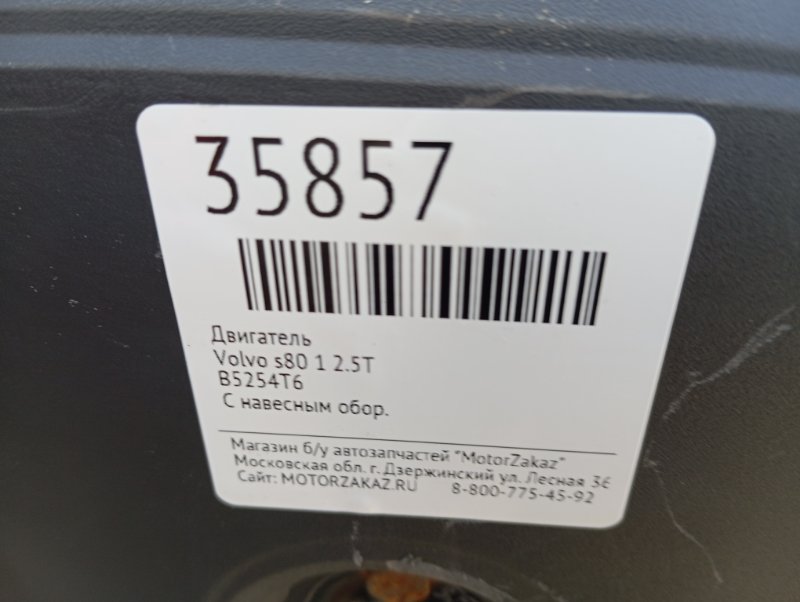 35857
Двигатель
Volvo s80 1 2.5T
B5254T6
С навесным обор.
Магазин б/у автозапчастей "MotorZakaz"
Московская обл. г. Дзержинский ул. Лесная 36
Сайт: MOTORZAKAZ.RU 8-800-775-45-92